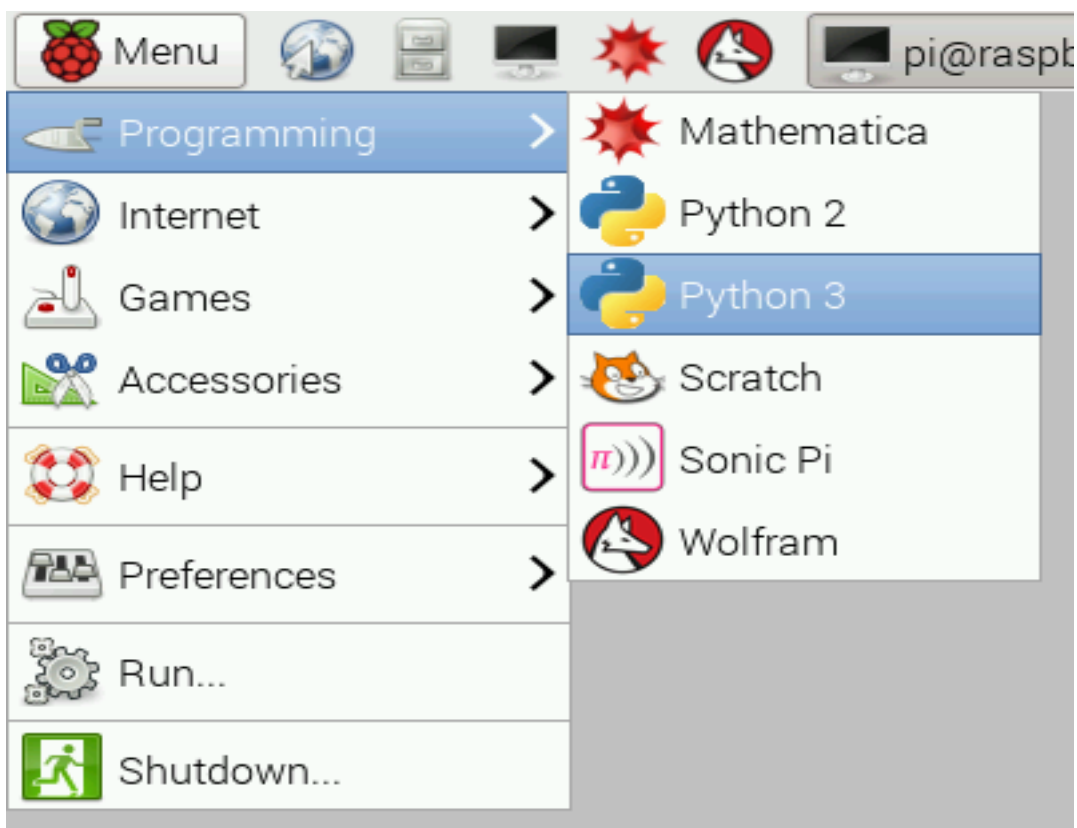 Menu
pi@raspb
Programming
Internet
Games
Accessories
Help
Preferences
Run...
Shutdown...
Mathematica
Python 2
Python 3
Scratch
π)))
Sonic Pi
Wolfram